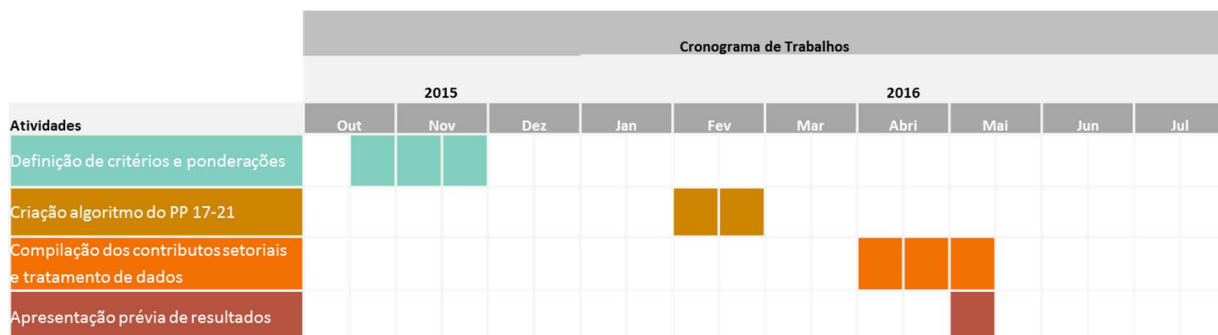 Cronograma de Trabalhos
2015 2016
Atividades Out Nov Dez Jan Fev Mar Abri Mai Jun Jul
Definição de critérios e ponderações
Criação algoritmo do PP 17-21
Compilação dos contributos setoriais
e tratamento de dados
Apresentação prévia de resultados